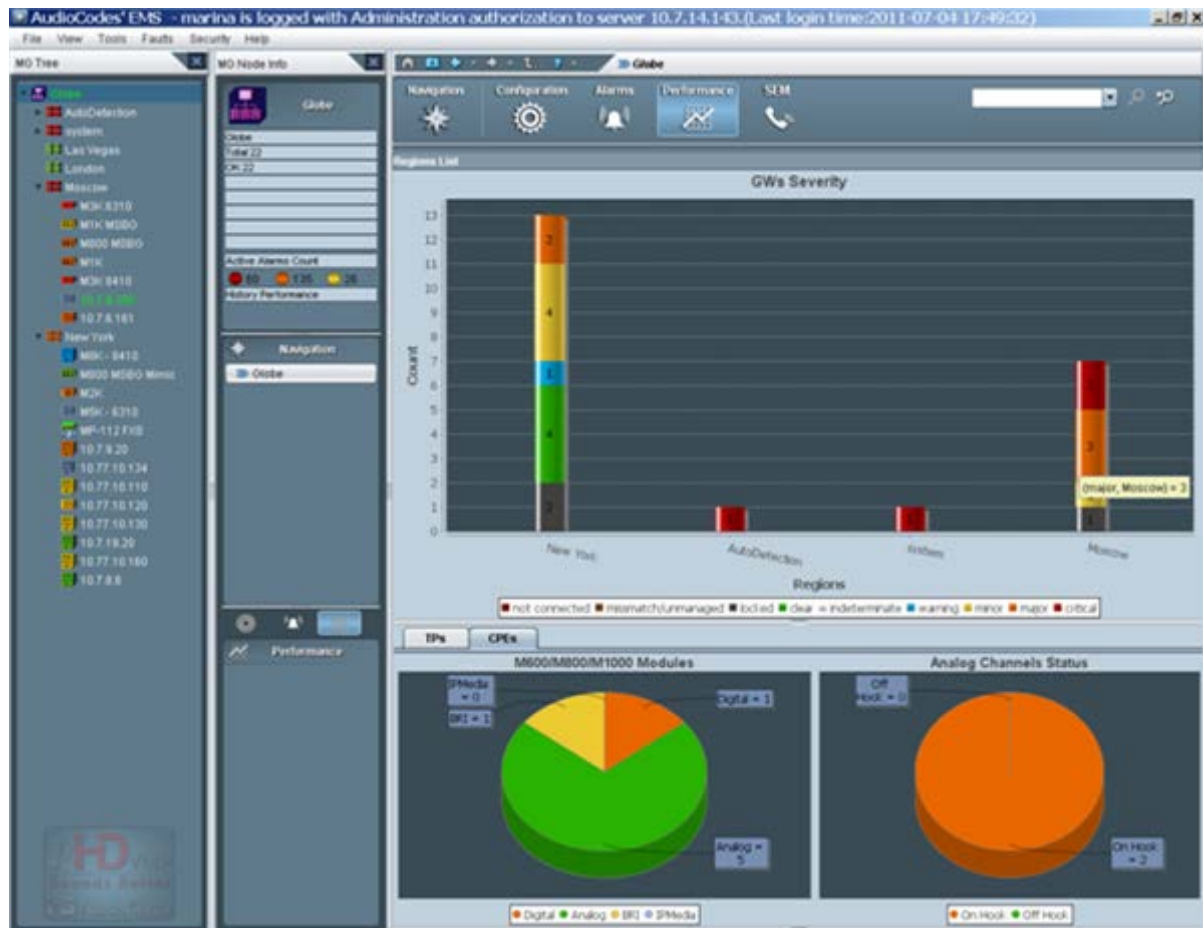 AudioCodes' EMS - marina is logged with Administration authorization to server 10.7.14.143.(Last login time:2011-07-04 17:49:32)
File View Tools Faults Security Help
MO Tree
MO Node Info
Globe
Globe
AutoDetection
system
Las Vegas
London
Moscow
M3K 6310
M1K MSBG
M800 MSBG
M1K
M3K 8410
10.7.6.161
New York
M8K - 8410
M800 MSBG Mimic
M2K
M5K - 6310
MP-112 FXS
10.7.9.20
10.77.10.134
10.77.10.110
10.77.10.120
10.77.10.130
10.7.19.20
10.77.10.160
10.7.8.6
HD
Globe
Globe
Total 22
OK 22
Active Alarms Count
60 135 26
History Performance
Navigation
Globe
Performance
Navigation Configuration Alarms Performance SEM
Regions List
GWs Severity
Count
13
12
11
10
9
8
7
6
5
4
3
2
1
0
2
4
1
4
2
3
1
(major, Moscow) = 3
New York AutoDetection system Moscow
Regions
not connected mismatch/unmanaged locked clear indeterminate warning minor major critical
TPs CPEs
M600/M800/M1000 Modules
IPMedia
= 0
BRI = 1
Digital = 1
Analog =
5
Digital Analog BRI IPMedia
Analog Channels Status
Off
Hook = 0
On Hook
= 2
On Hook Off Hook